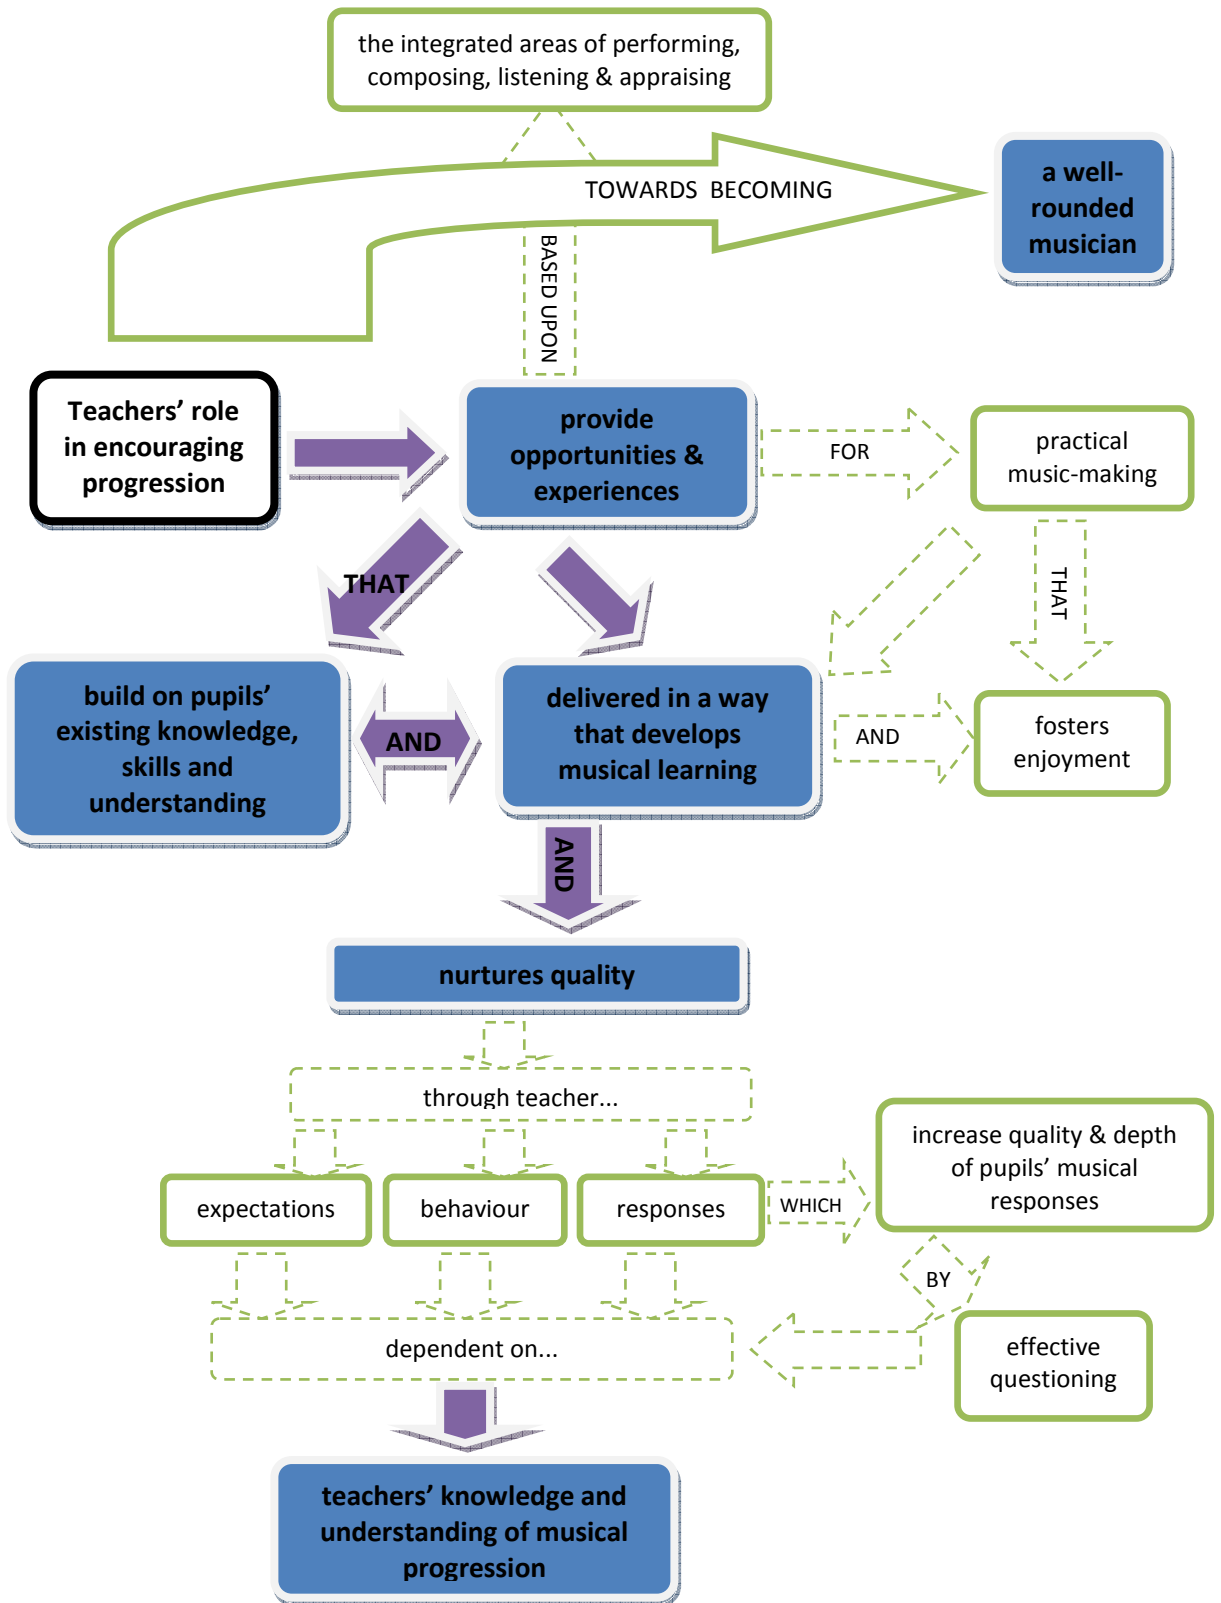 the integrated areas of performing,
composing, listening & appraising
TOWARDS  BECOMING
a well-
rounded
musician
BASED UPON
Teachers’ role
in encouraging
progression
provide
opportunities &
experiences
FOR
practical
music-making
THAT
THAT
build on pupils’
existing knowledge,
skills and
understanding
AND
delivered in a way
that develops
musical learning
AND
fosters
enjoyment
AND
nurtures quality
through teacher...
expectations
behaviour
responses
WHICH
increase quality & depth
of pupils’ musical
responses
BY
dependent on...
effective
questioning
teachers’ knowledge and
understanding of musical
progression